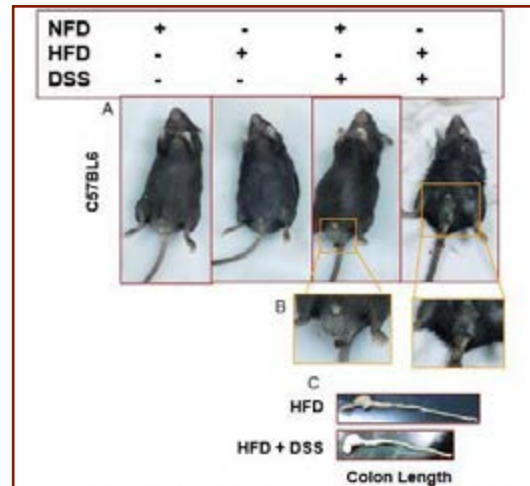 NFD + - + -
HFD - + - +
DSS - - + +
A
C57BL6
B
C
HFD
HFD + DSS
Colon Length